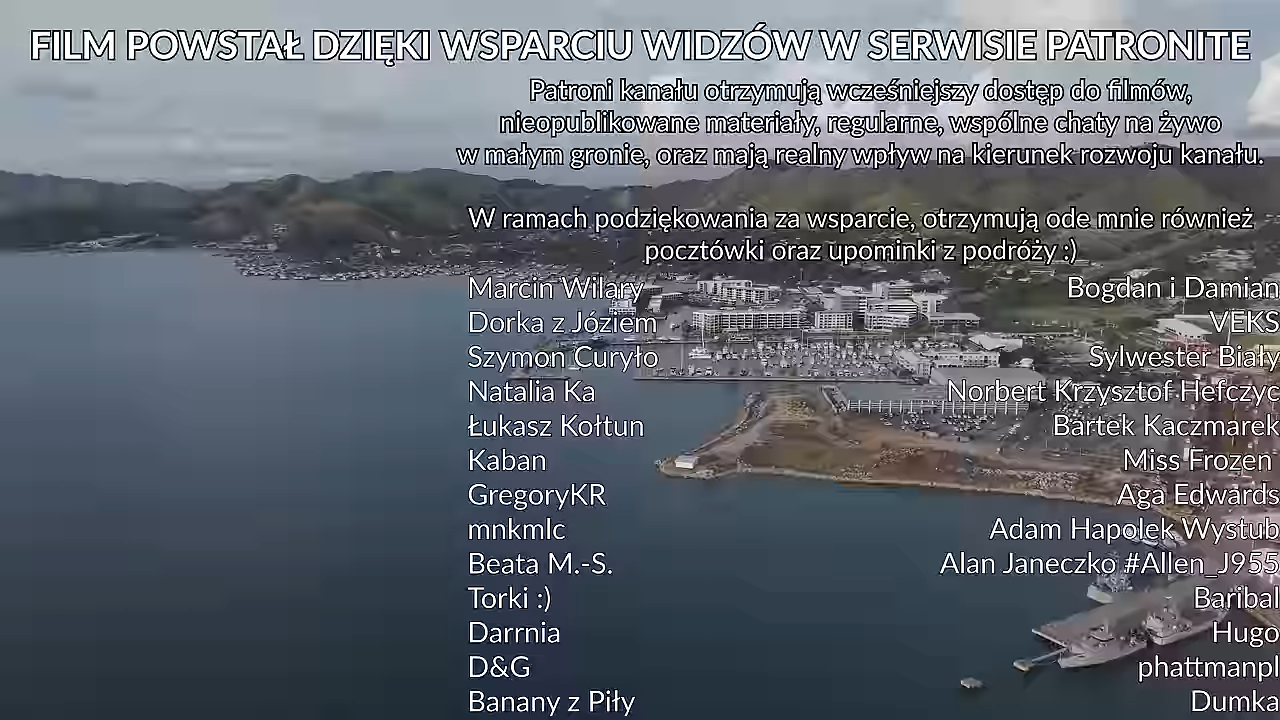 FILM POWSTAŁ DZIĘKI WSPARCIU WIDZÓW W SERWISIE PATRONITE
Patroni kanału otrzymują wcześniejszy dostęp do filmów,
nieopublikowane materiały, regularne, wspólne chaty na żywo
w małym gronie, oraz mają realny wpływ na kierunek rozwoju kanału.
W ramach podziękowania za wsparcie, otrzymują ode mnie również
pocztówki oraz upominki z podróży :)
Marcin Wilary
Bogdan i Damian
Dorka z Józiem
VEKS
Szymon Curyło
Sylwester Biały
Natalia Ka
Norbert Krzysztof Hefczyc
Łukasz Kołtun
Bartek Kaczmarek
Kaban
Miss Frozen
GregoryKR
Aga Edwards
mnkmlc
Adam Hapolek Wystub
Beata M.-S.
Alan Janeczko #Allen_J955
Torki :)
Baribal
Darrnia
Hugo
D&G
phattmanpl
Banany z Piły
Dumka